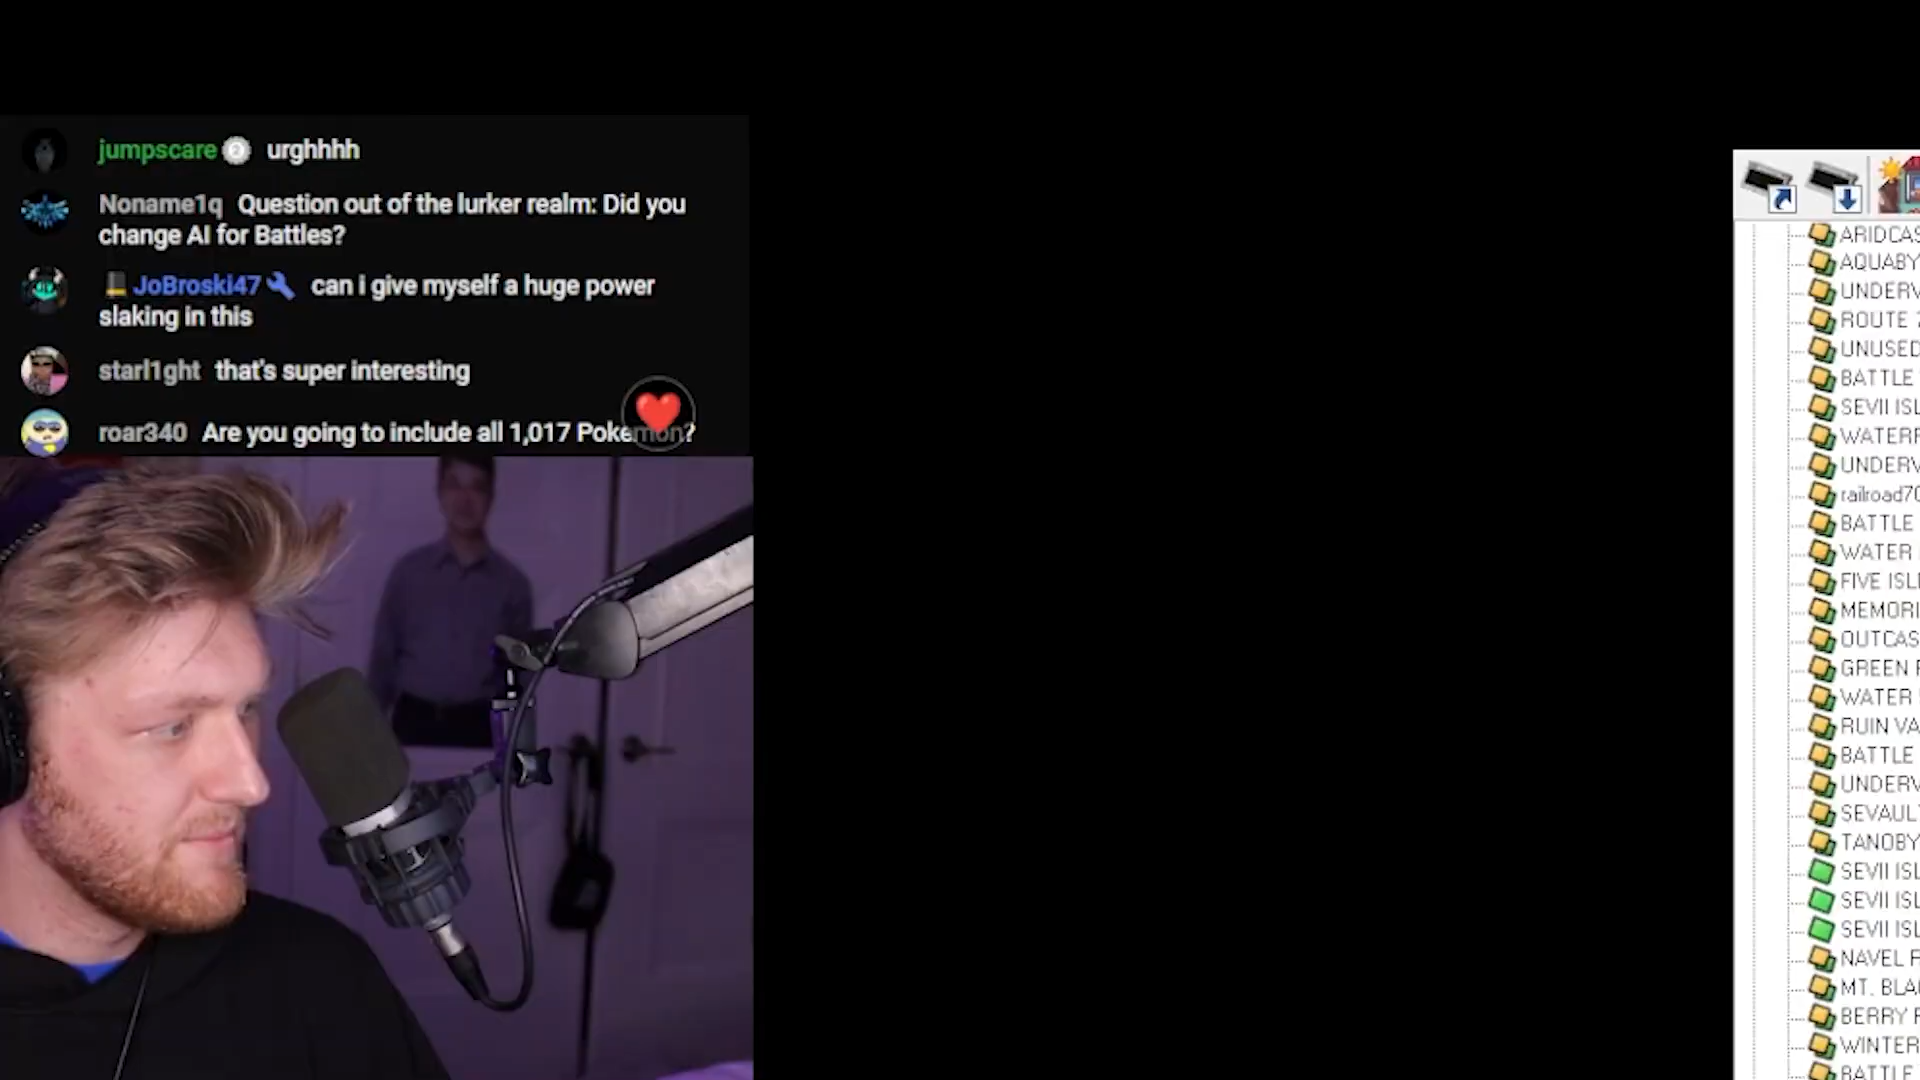 jumpscare urghhhh
Noname1q Question out of the lurker realm: Did you
change AI for Battles?
JoBroski47 can i give myself a huge power
slaking in this
starl1ght that's super interesting
roar340 Are you going to include all 1,017 Pokemon?
ARIDCAS
AQUABY
UNDERV
ROUTE
UNUSED
BATTLE
SEVII ISL
WATERF
UNDERV
railroad70
BATTLE
WATER
FIVE ISLE
MEMORI
OUTCAS
GREEN
WATER
RUIN VA
BATTLE
UNDERV
SEVAUL
TANOBY
SEVII ISL
SEVII ISL
SEVII ISL
NAVEL
MT. BLA
BERRY
WINTER
BATTLE